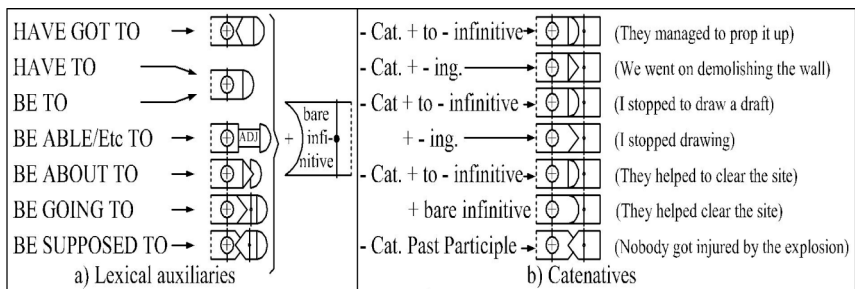 HAVE GOT TO
HAVE TO
BE TO
BE ABLE/Etc TO
BE ABOUT TO
BE GOING TO
BE SUPPOSED TO
ADJ
+
bare
infi-
nitive
a) Lexical auxiliaries
- Cat. + to - infinitive (They managed to prop it up)
- Cat. + - ing. (We went on demolishing the wall)
- Cat + to - infinitive (I stopped to draw a draft)
+ - ing. (I stopped drawing)
- Cat. + to - infinitive (They helped to clear the site)
+ bare infinitive (They helped clear the site)
- Cat. Past Participle (Nobody got injured by the explosion)
b) Catenatives